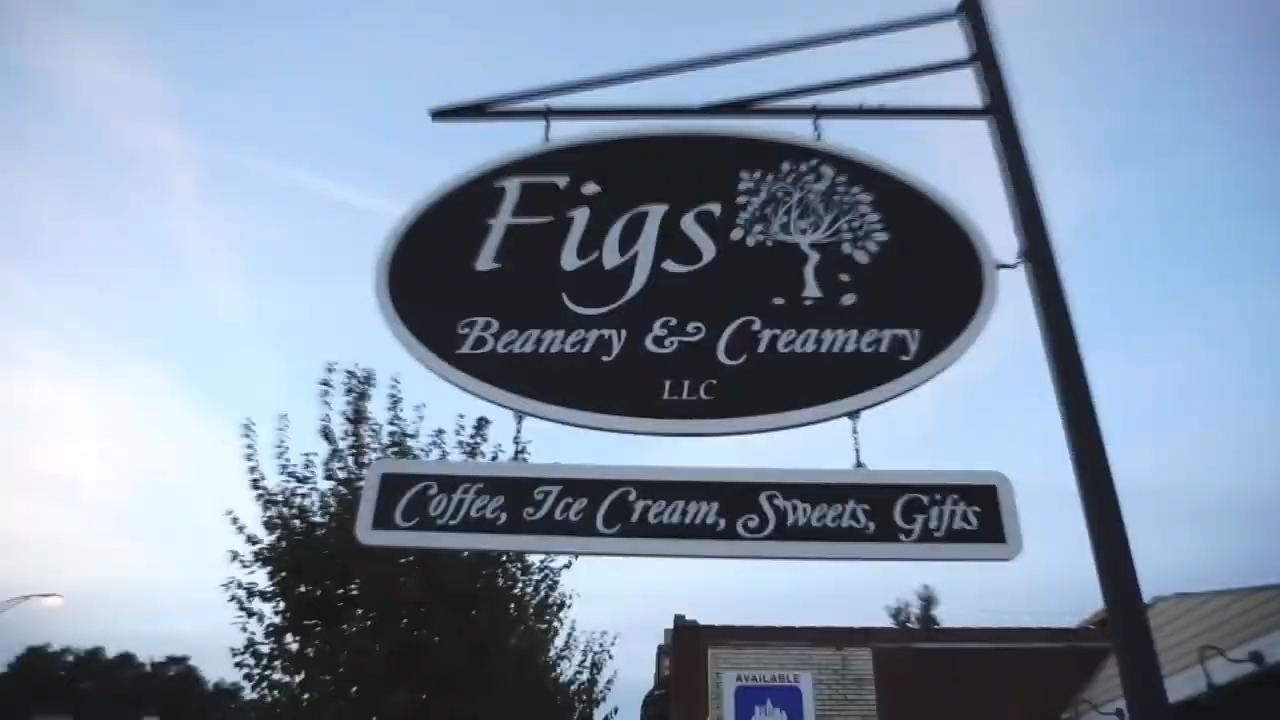 Figs
Beanery & Creamery
LLC
Coffee, Ice Cream, Sweets, Gifts
AVAILABLE